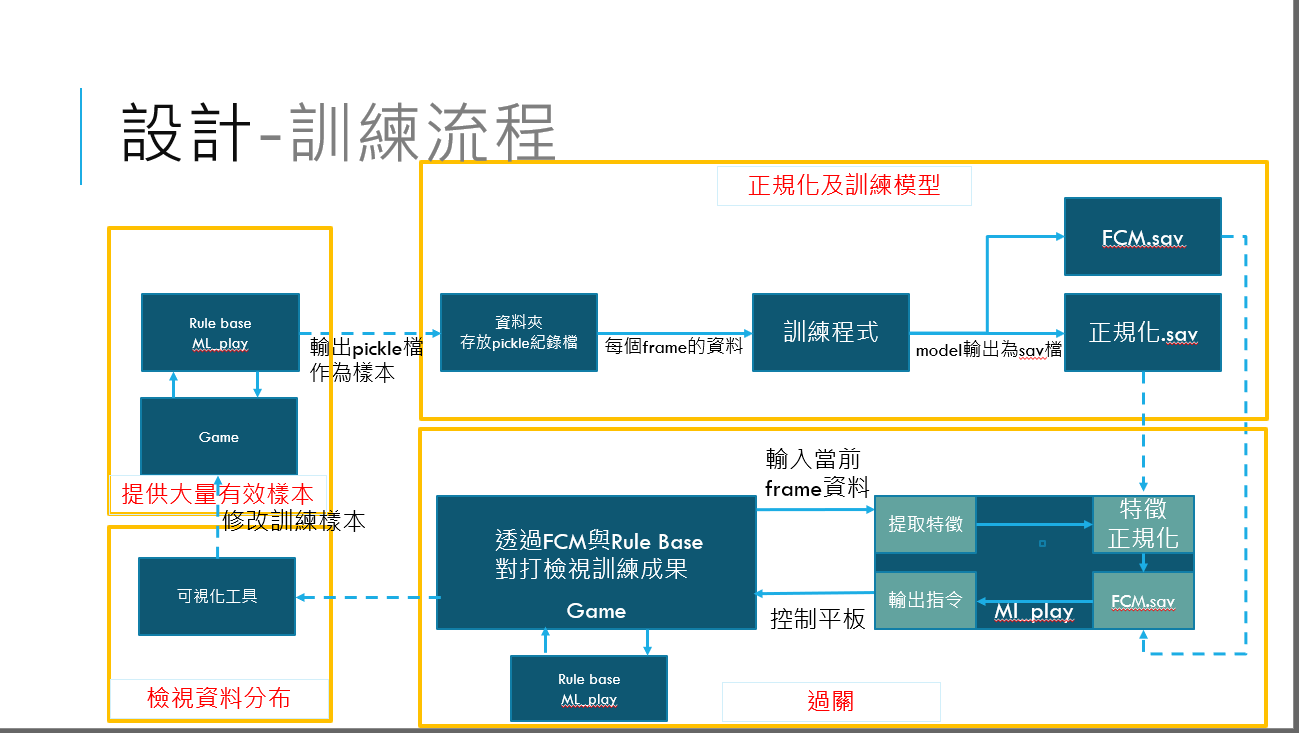 設計-訓練流程
正規化及訓練模型
FCM.sav
Rule base
ML_play
輸出pickle檔
作為樣本
資料夾
存放pickle紀錄檔
每個frame的資料
訓練程式
model輸出為sav檔
正規化.sav
Game
提供大量有效樣本
修改訓練樣本
可視化工具
檢視資料分布
透過FCM與Rule Base
對打檢視訓練成果
Game
輸入當前
frame資料
控制平板
提取特徵
特徵
正規化
輸出指令
Ml_play
FCM.sav
Rule base
ML_play
過關